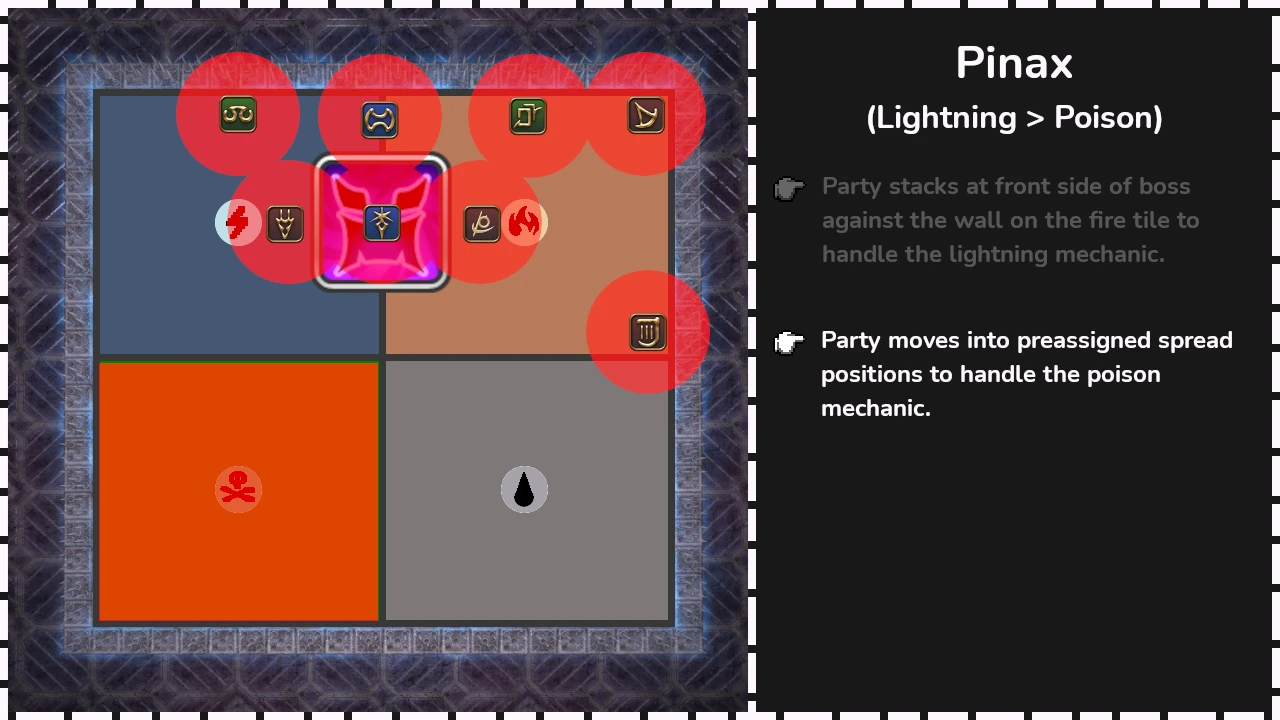 Pinax
(Lightning > Poison)
Party stacks at front side of boss
against the wall on the fire tile to
handle the lightning mechanic.
Party moves into preassigned spread
positions to handle the poison
mechanic.